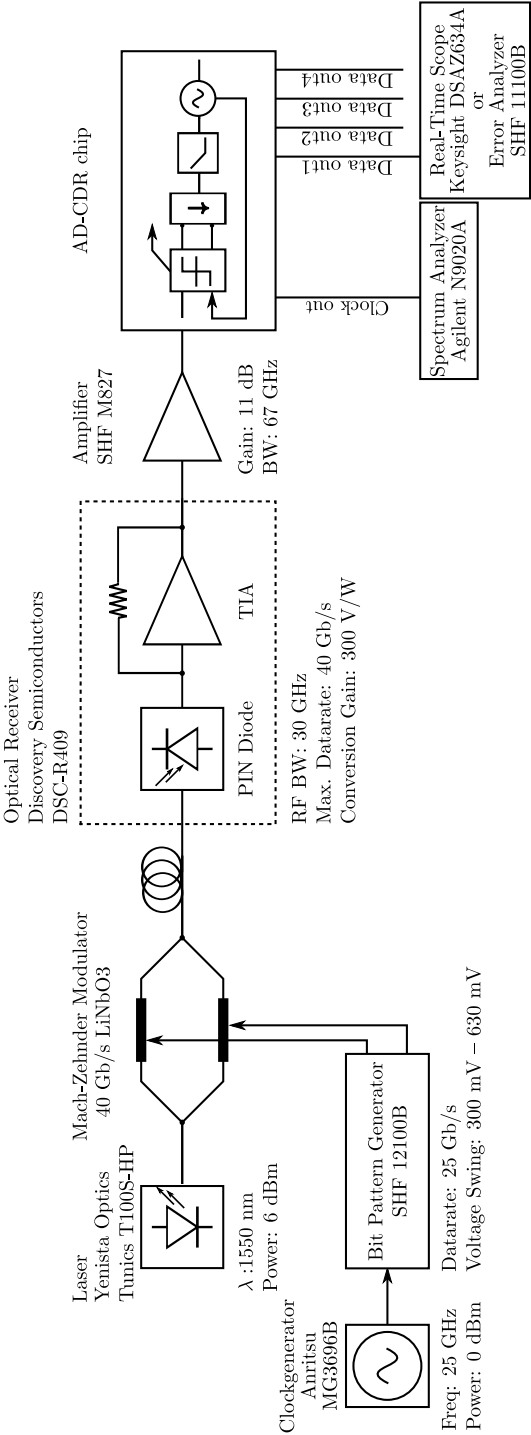 Laser
Yenista Optics
Tunics T100S-HP
λ :1550 nm
Power: 6 dBm
Clockgenerator
Anritsu
MG3696B
Freq: 25 GHz
Power: 0 dBm
Mach-Zehnder Modulator
40 Gb/s LiNbO3
Bit Pattern Generator
SHF 12100B
Datarate: 25 Gb/s
Voltage Swing: 300 mV – 630 mV
Optical Receiver
Discovery Semiconductors
DSC-R409
PIN Diode
TIA
RF BW: 30 GHz
Max. Datarate: 40 Gb/s
Conversion Gain: 300 V/W
Amplifier
SHF M827
Gain: 11 dB
BW: 67 GHz
AD-CDR chip
Clock out
Data out1
Data out2
Data out3
Data out4
Spectrum Analyzer
Agilent N9020A
Real-Time Scope
Keysight DSAZ634A
or
Error Analyzer
SHF 11100B